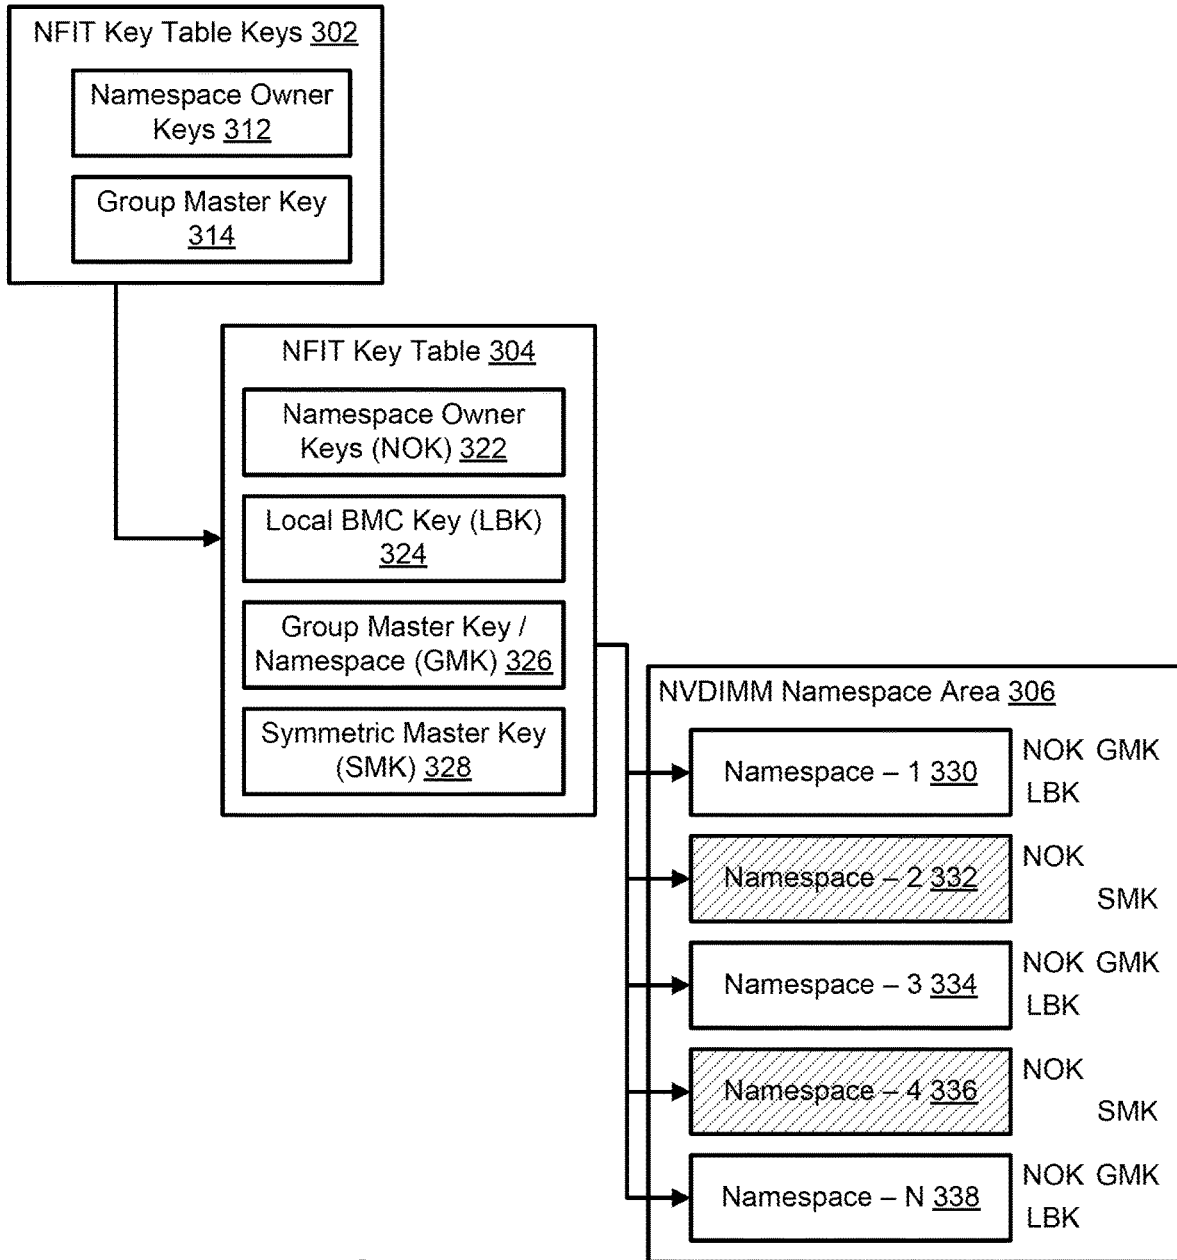 NFIT Key Table Keys 302
Namespace Owner
Keys 312
Group Master Key
314
NFIT Key Table 304
Namespace Owner
Keys (NOK) 322
Local BMC Key (LBK)
324
Group Master Key /
Namespace (GMK) 326
Symmetric Master Key
(SMK) 328
NVDIMM Namespace Area 306
Namespace – 1 330
NOK GMK
LBK
Namespace – 2 332
NOK
SMK
Namespace – 3 334
NOK GMK
LBK
Namespace – 4 336
NOK
SMK
Namespace – N 338
NOK GMK
LBK